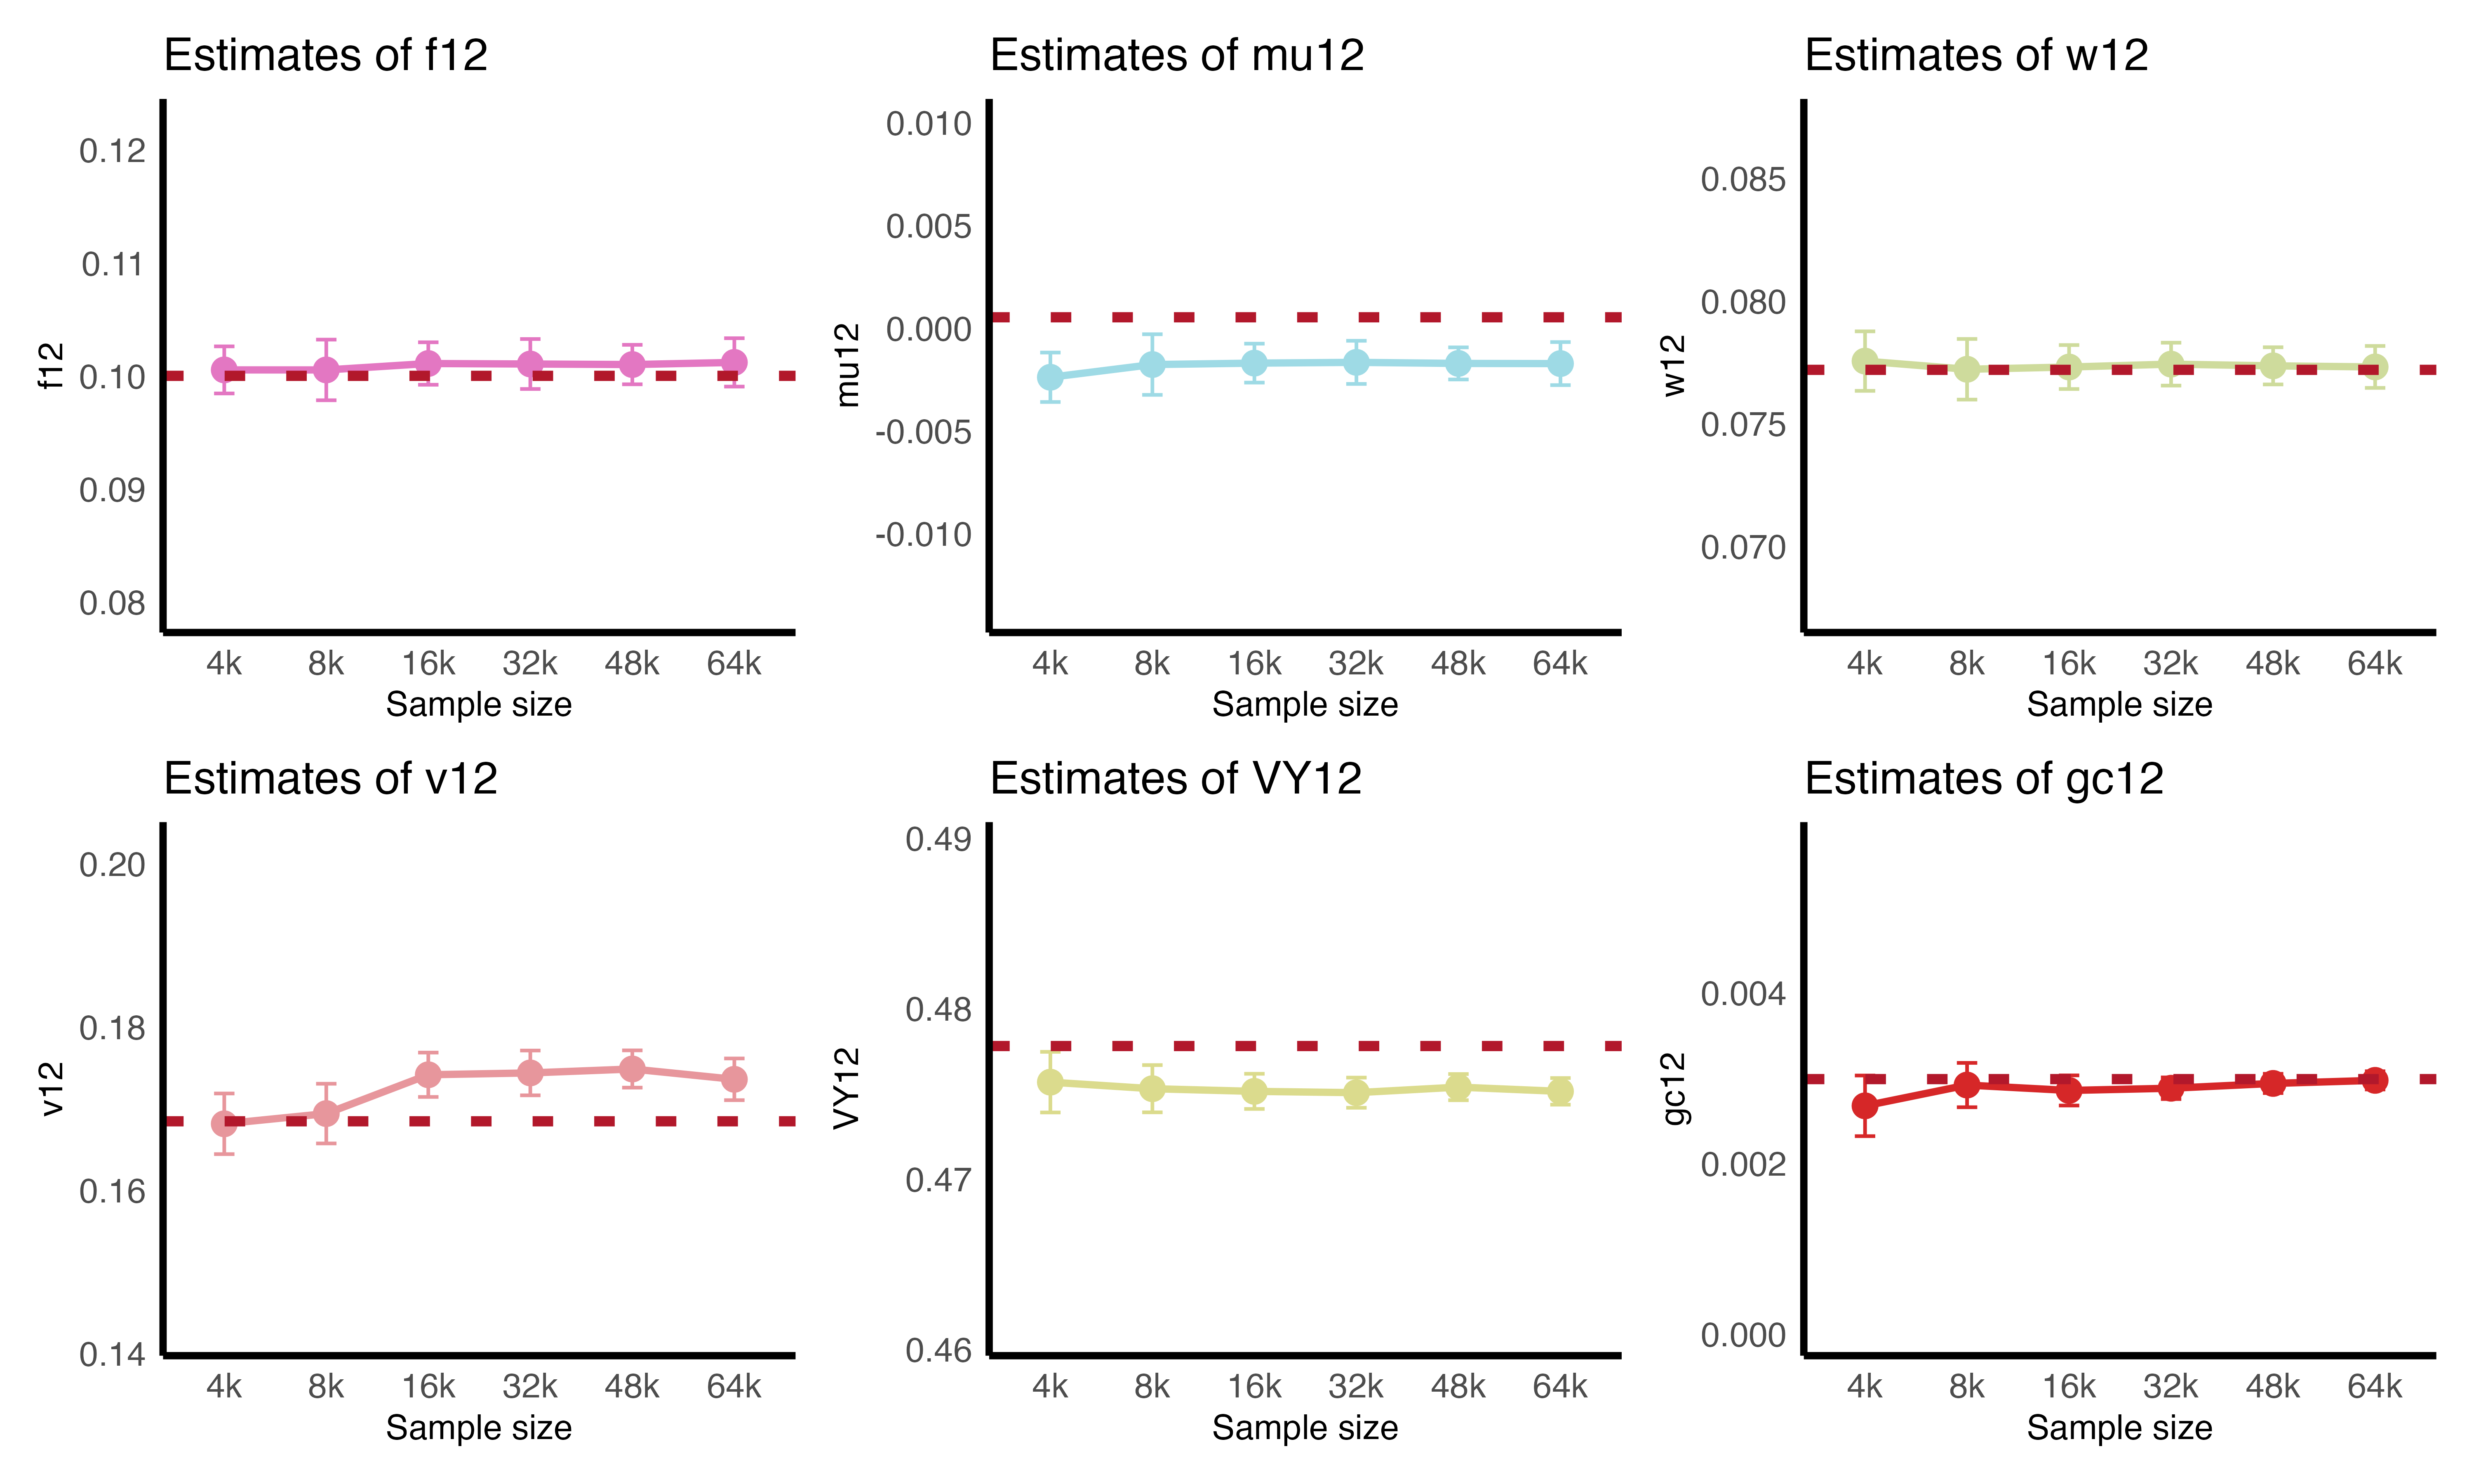 Estimates of f12
0.12
0.11
0.10
0.09
0.08
f12
4k 8k 16k 32k 48k 64k
Sample size
Estimates of mu12
0.010
0.005
0.000
-0.005
-0.010
mu12
4k 8k 16k 32k 48k 64k
Sample size
Estimates of w12
0.085
0.080
0.075
0.070
w12
4k 8k 16k 32k 48k 64k
Sample size
Estimates of v12
0.20
0.18
0.16
0.14
v12
4k 8k 16k 32k 48k 64k
Sample size
Estimates of VY12
0.49
0.48
0.47
0.46
VY12
4k 8k 16k 32k 48k 64k
Sample size
Estimates of gc12
0.004
0.002
0.000
gc12
4k 8k 16k 32k 48k 64k
Sample size